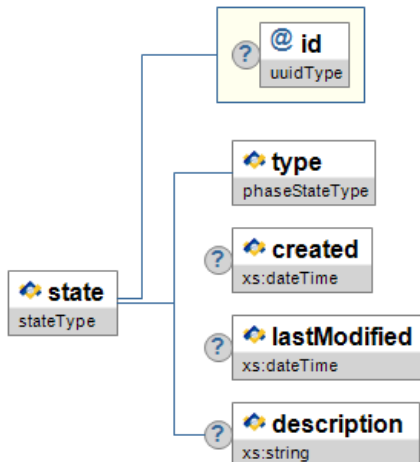 ? @ id
uuidType
type
phaseStateType
? created
xs:dateTime
state
stateType
? lastModified
xs:dateTime
? description
xs:string